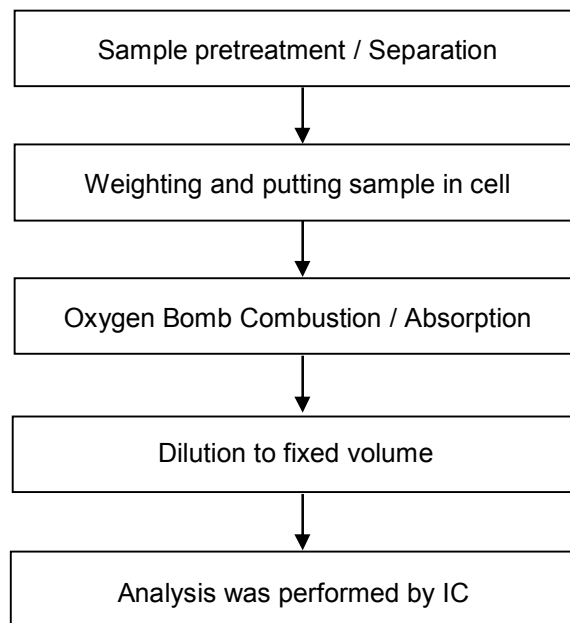 Sample pretreatment / Separation
Weighting and putting sample in cell
Oxygen Bomb Combustion / Absorption
Dilution to fixed volume
Analysis was performed by IC